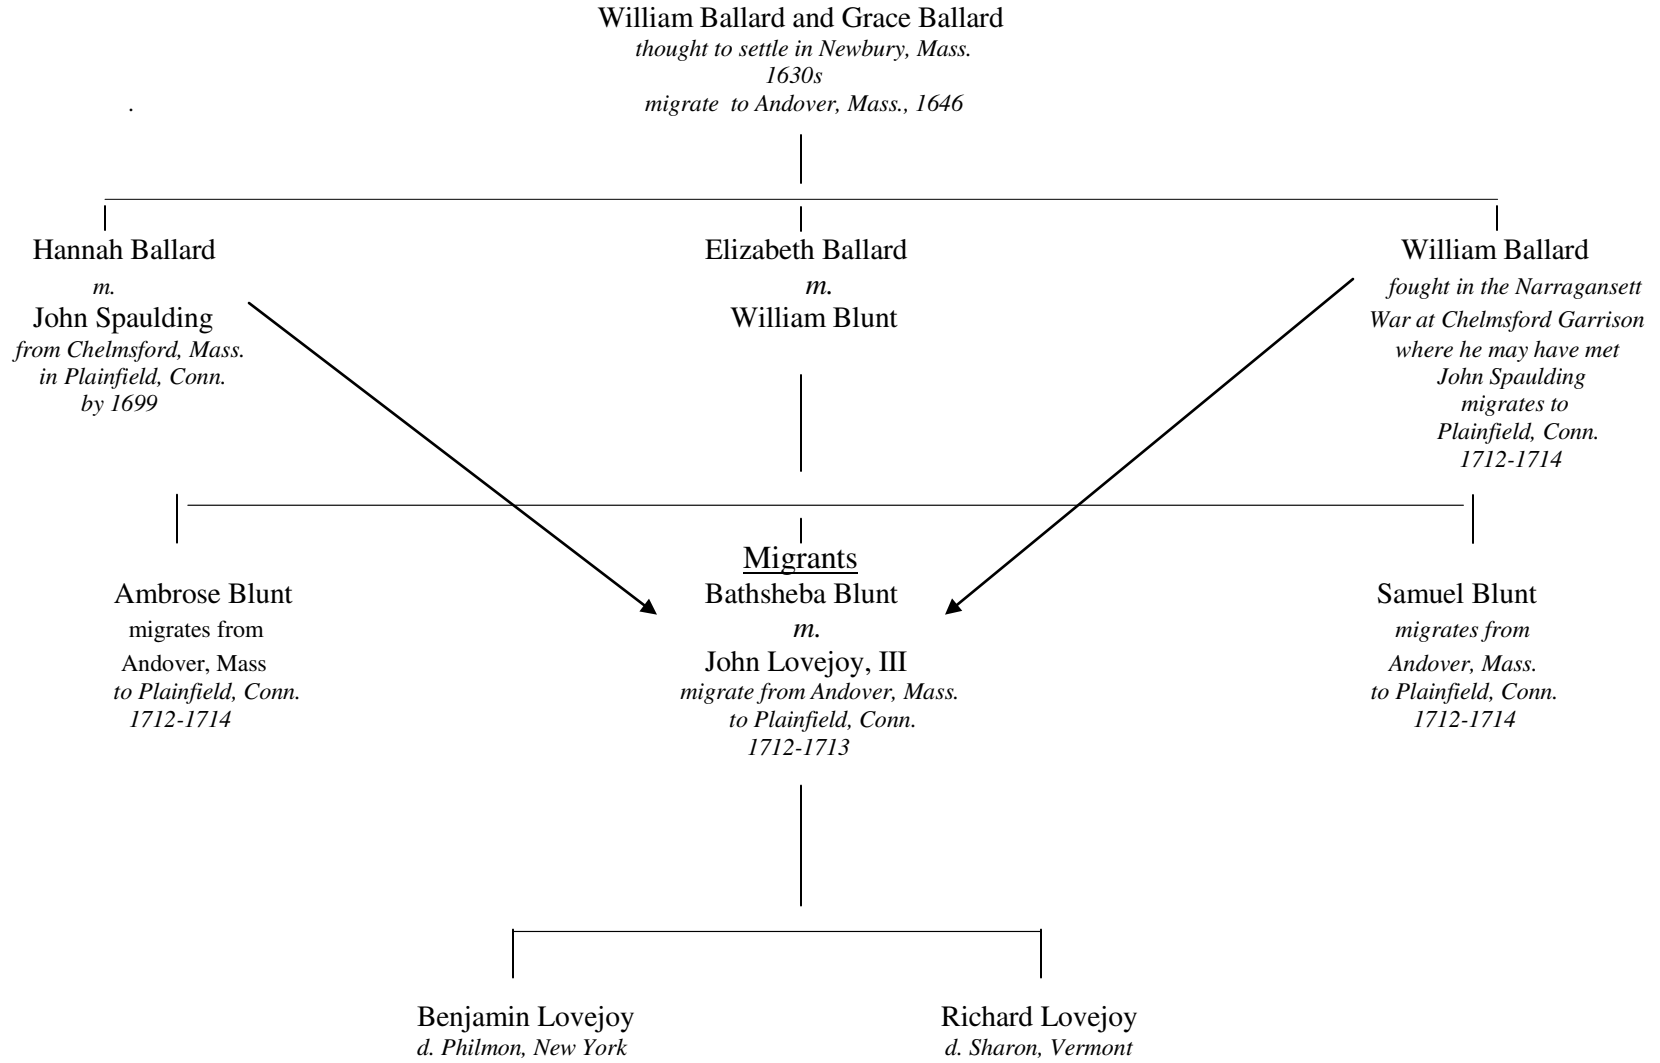 William Ballard and Grace Ballard
thought to settle in Newbury, Mass.
1630s
migrate to Andover, Mass., 1646
.
Hannah Ballard
m.
John Spaulding
from Chelmsford, Mass.
in Plainfield, Conn.
by 1699
Elizabeth Ballard
m.
William Blunt
William Ballard
fought in the Narragansett
War at Chelmsford Garrison
where he may have met
John Spaulding
migrates to
Plainfield, Conn.
1712-1714
Ambrose Blunt
migrates from
Andover, Mass
to Plainfield, Conn.
1712-1714
Migrants
Bathsheba Blunt
m.
John Lovejoy, III
migrate from Andover, Mass.
to Plainfield, Conn.
1712-1713
Samuel Blunt
migrates from
Andover, Mass.
to Plainfield, Conn.
1712-1714
Benjamin Lovejoy
d. Philmon, New York
Richard Lovejoy
d. Sharon, Vermont